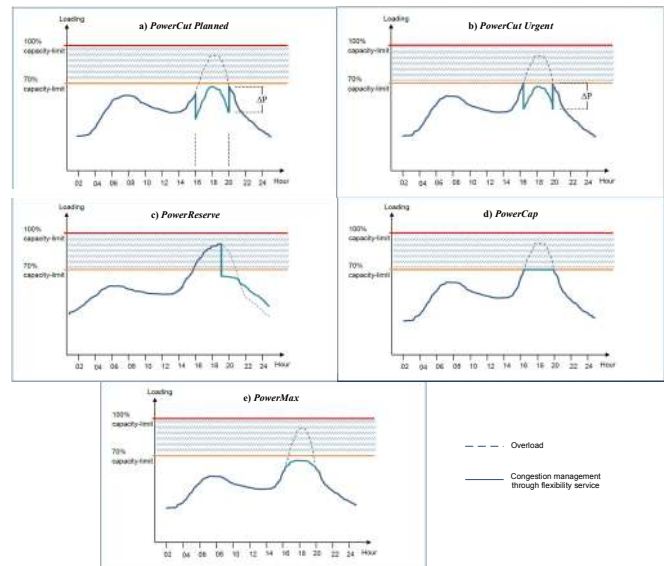 Loading
a) PowerCut Planned
100%
capacity-limit
70%
capacity-limit
ΔP
02 04 06 08 10 12 14 16 18 20 22 24
Hour
Loading
b) PowerCut Urgent
100%
capacity-limit
70%
capacity-limit
ΔP
02 04 06 08 10 12 14 16 18 20 22 24
Hour
Loading
c) PowerReserve
100%
capacity-limit
70%
capacity-limit
02 04 06 08 10 12 14 16 18 20 22 24
Hour
Loading
d) PowerCap
100%
capacity-limit
70%
capacity-limit
02 04 06 08 10 12 14 16 18 20 22 24
Hour
Loading
e) PowerMax
100%
capacity-limit
70%
capacity-limit
02 04 06 08 10 12 14 16 18 20 22 24
Hour
Overload
Congestion management
through flexibility service